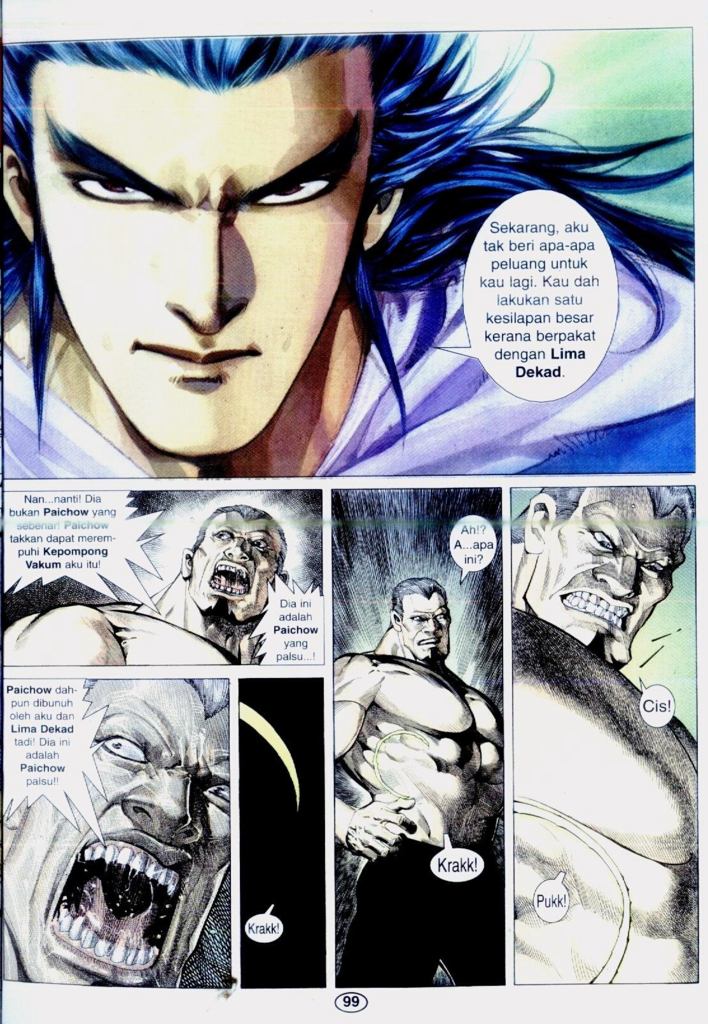 Sekarang, aku
tak beri apa-apa
peluang untuk
kau lagi. Kau dah
lakukan satu
kesilapan besar
kerana berpakat
dengan Lima
Dekad.
Nan...nanti! Dia
bukan Paichow yang
sebenar! Paichow
takkan dapat merem-
puhi Kepompong
Vakum aku itu!
Dia ini
adalah
Paichow
yang
palsu...!
Ah!?
A...apa
ini?
Krakk!
Cis!
Pukk!
Paichow dah-
pun dibunuh
oleh aku dan
Lima Dekad
tadi! Dia ini
adalah
Paichow
palsu!!
Krakk!
99